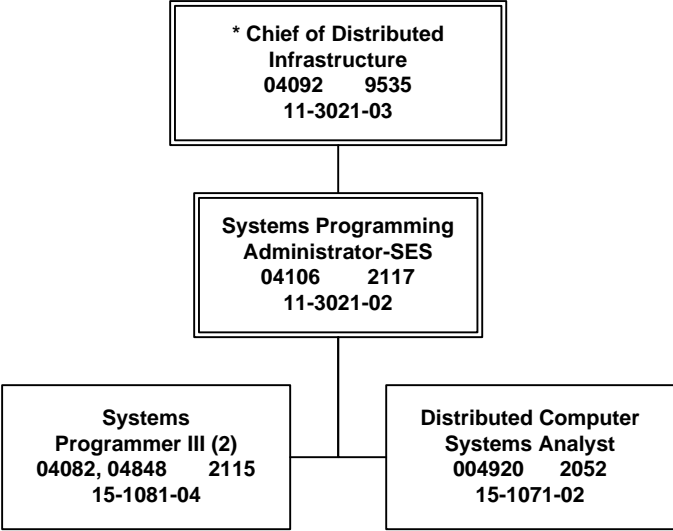 * Chief of Distributed
Infrastructure
04092 9535
11-3021-03
Systems Programming
Administrator-SES
04106 2117
11-3021-02
Systems
Programmer III (2)
04082, 04848 2115
15-1081-04
Distributed Computer
Systems Analyst
004920 2052
15-1071-02